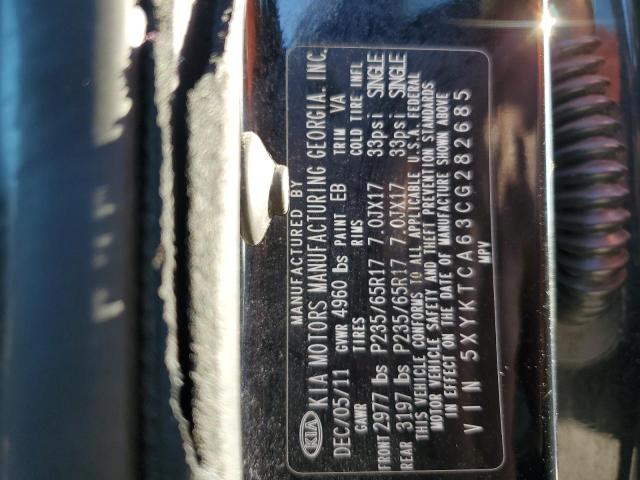 MANUFACTURED BY
KIA KIA MOTORS MANUFACTURING GEORGIA, INC.
DEC/05/11 PAINT EB TRIM VA
GVWR 4960 lbs
GAWR TIRES RIMS COLD TIRE INFL
FRONT 2977 lbs P235/65R17 7.0JX17 33psi SINGLE
REAR 3197 lbs P235/65R17 7.0JX17 33psi SINGLE
THIS VEHICLE CONFORMS TO ALL APPLICABLE U.S.A. FEDERAL
MOTOR VEHICLE SAFETY AND THEFT PREVENTION STANDARDS
IN EFFECT ON THE DATE OF MANUFACTURE SHOWN ABOVE
VIN 5XYKTCA63CG282685
MPV